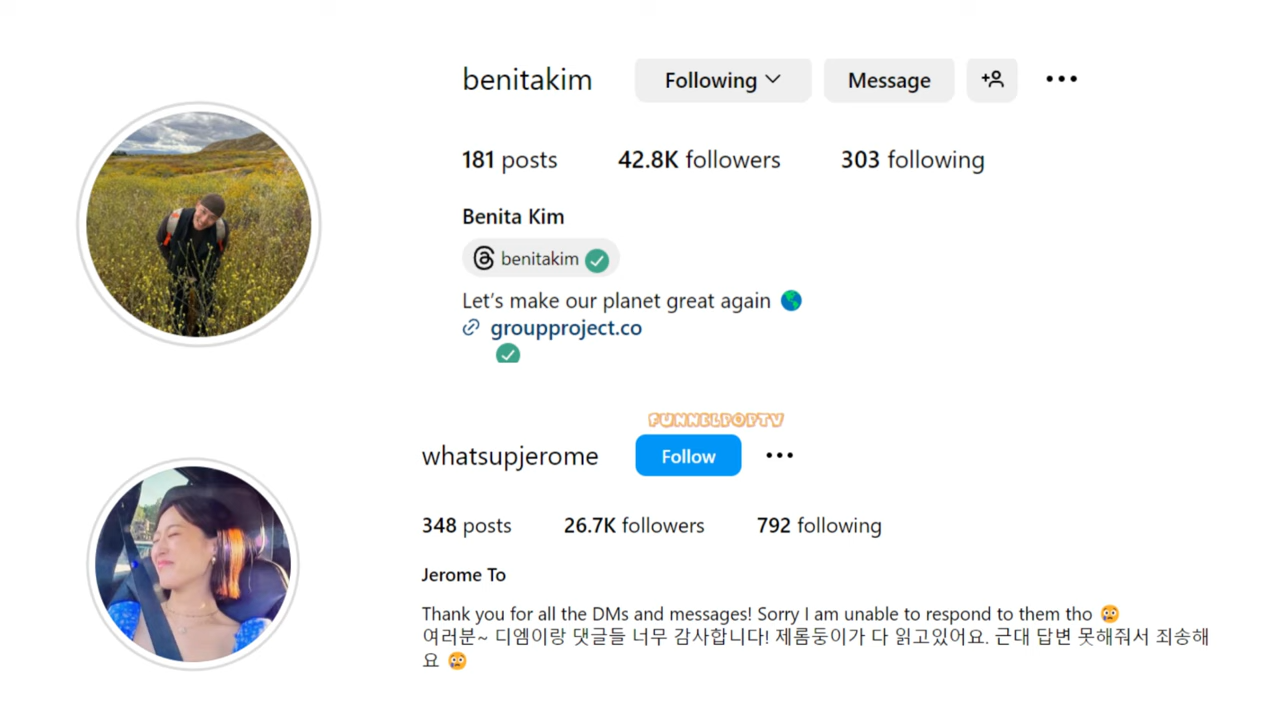 benitakim Following Message
181 posts 42.8K followers 303 following
Benita Kim
benitakim
Let's make our planet great again 🌎
groupproject.co
FUNNELPOPTV
whatsupjerome Follow
348 posts 26.7K followers 792 following
Jerome To
Thank you for all the DMs and messages! Sorry I am unable to respond to them tho 😢
여러분~ 디엠이랑 댓글들 너무 감사합니다! 제롬둥이가 다 읽고있어요. 근대 답변 못해줘서 죄송해
요 😢